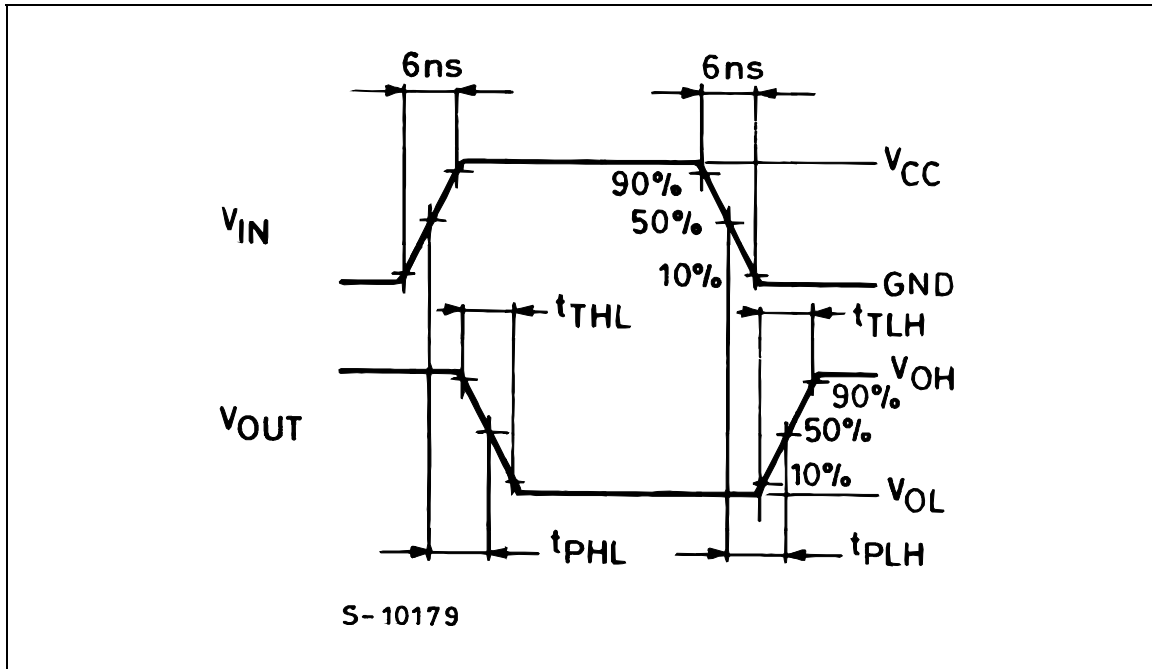 6ns 6ns
VCC
90%
VIN 50%
10%
GND
tTHL tTLH
VOH
90%
VOUT 50%
10%
VOL
tPHL tPLH
S-10179